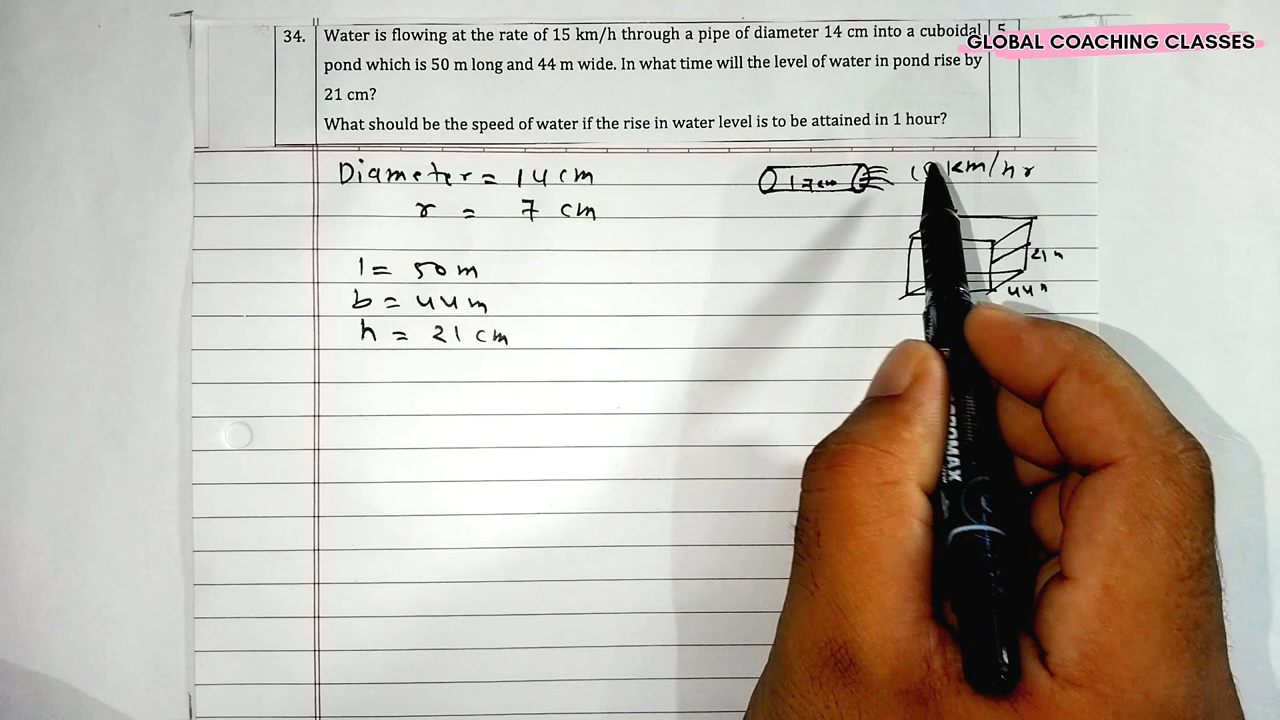 34. Water is flowing at the rate of 15 km/h through a pipe of diameter 14 cm into a cuboidal
GLOBAL COACHING CLASSES
pond which is 50 m long and 44 m wide. In what time will the level of water in pond rise by
21 cm?
What should be the speed of water if the rise in water level is to be attained in 1 hour?
Diameter = 14 cm
km/hr
r = 7 cm
l = 50 m
b = 44 m
h = 21 cm
21
44